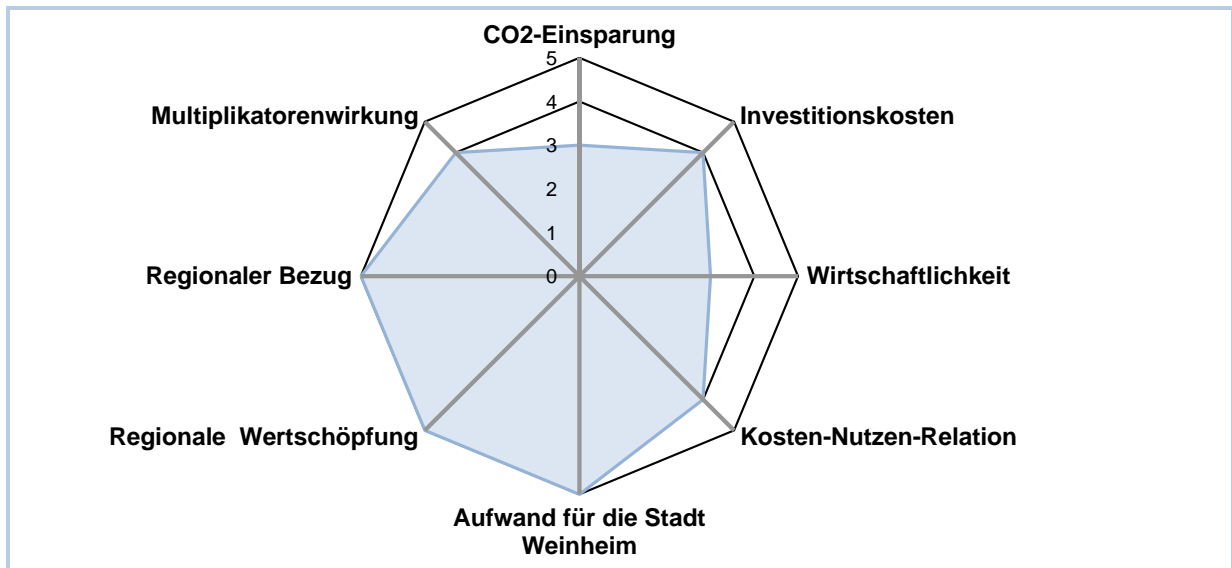 CO2-Einsparung
5
4
3
2
1
0
Multiplikatorenwirkung
Investitionskosten
Regionaler Bezug
Wirtschaftlichkeit
Regionale  Wertschöpfung
Kosten-Nutzen-Relation
Aufwand für die Stadt
Weinheim